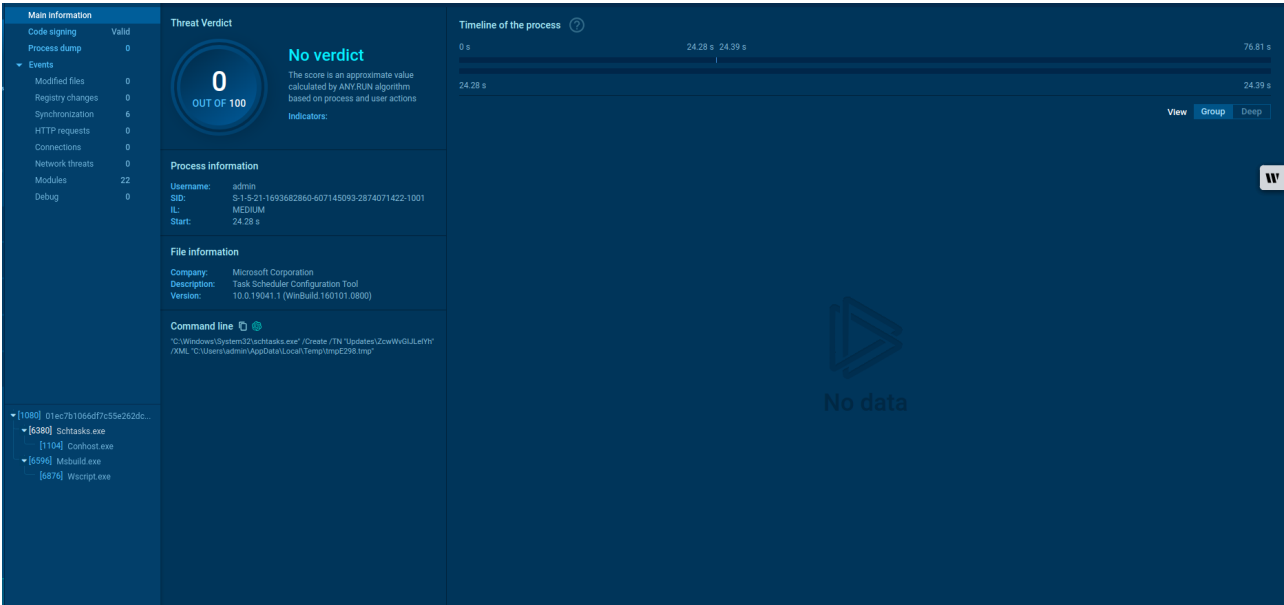 Main information
Code signing Valid
Process dump 0
Events
Modified files 0
Registry changes 0
Synchronization 6
HTTP requests 0
Connections 0
Network threats 0
Modules 22
Debug 0
[1080] 01ec7b1066df7c55e262dc...
[6380] Schtasks.exe
[1104] Conhost.exe
[6596] Msbuild.exe
[6876] Wscript.exe
Threat Verdict
0
OUT OF 100
No verdict
The score is an approximate value
calculated by ANY.RUN algorithm
based on process and user actions
Indicators:
Process information
Username: admin
SID: S-1-5-21-1693682860-607145093-2874071422-1001
IL: MEDIUM
Start: 24.28 s
File information
Company: Microsoft Corporation
Description: Task Scheduler Configuration Tool
Version: 10.0.19041.1 (WinBuild.160101.0800)
Command line
"C:\Windows\System32\schtasks.exe" /Create /TN "Updates\ZcwWvGIJLelYh"
/XML "C:\Users\admin\AppData\Local\Temp\tmpE298.tmp"
Timeline of the process ?
0 s 24.28 s 24.39 s 76.81 s
24.28 s 24.39 s
View Group Deep
W
No data